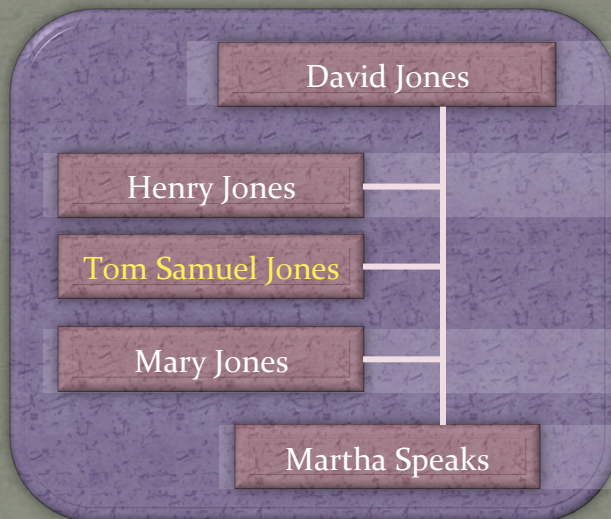 David Jones
Henry Jones
Tom Samuel Jones
Mary Jones
Martha Speaks